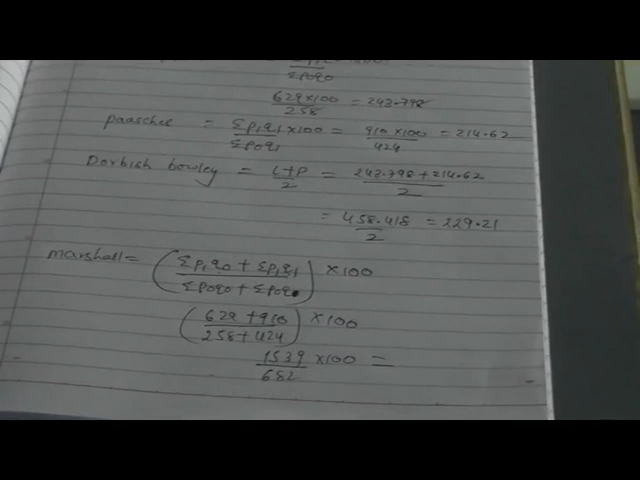 Σp0q0
629×100 / 258 = 243.798
paaschee = Σp1q1 / Σp0q1 ×100 = 910×100 / 424 = 214.62
Dorbish bowley = L+P / 2 = 243.798+214.62 / 2
= 458.418 / 2 = 229.21
marshall = (Σp1q0 + Σp1q1 / Σp0q0 + Σp0q1) ×100
(629+910 / 258+424) ×100
1539 / 682 ×100 =